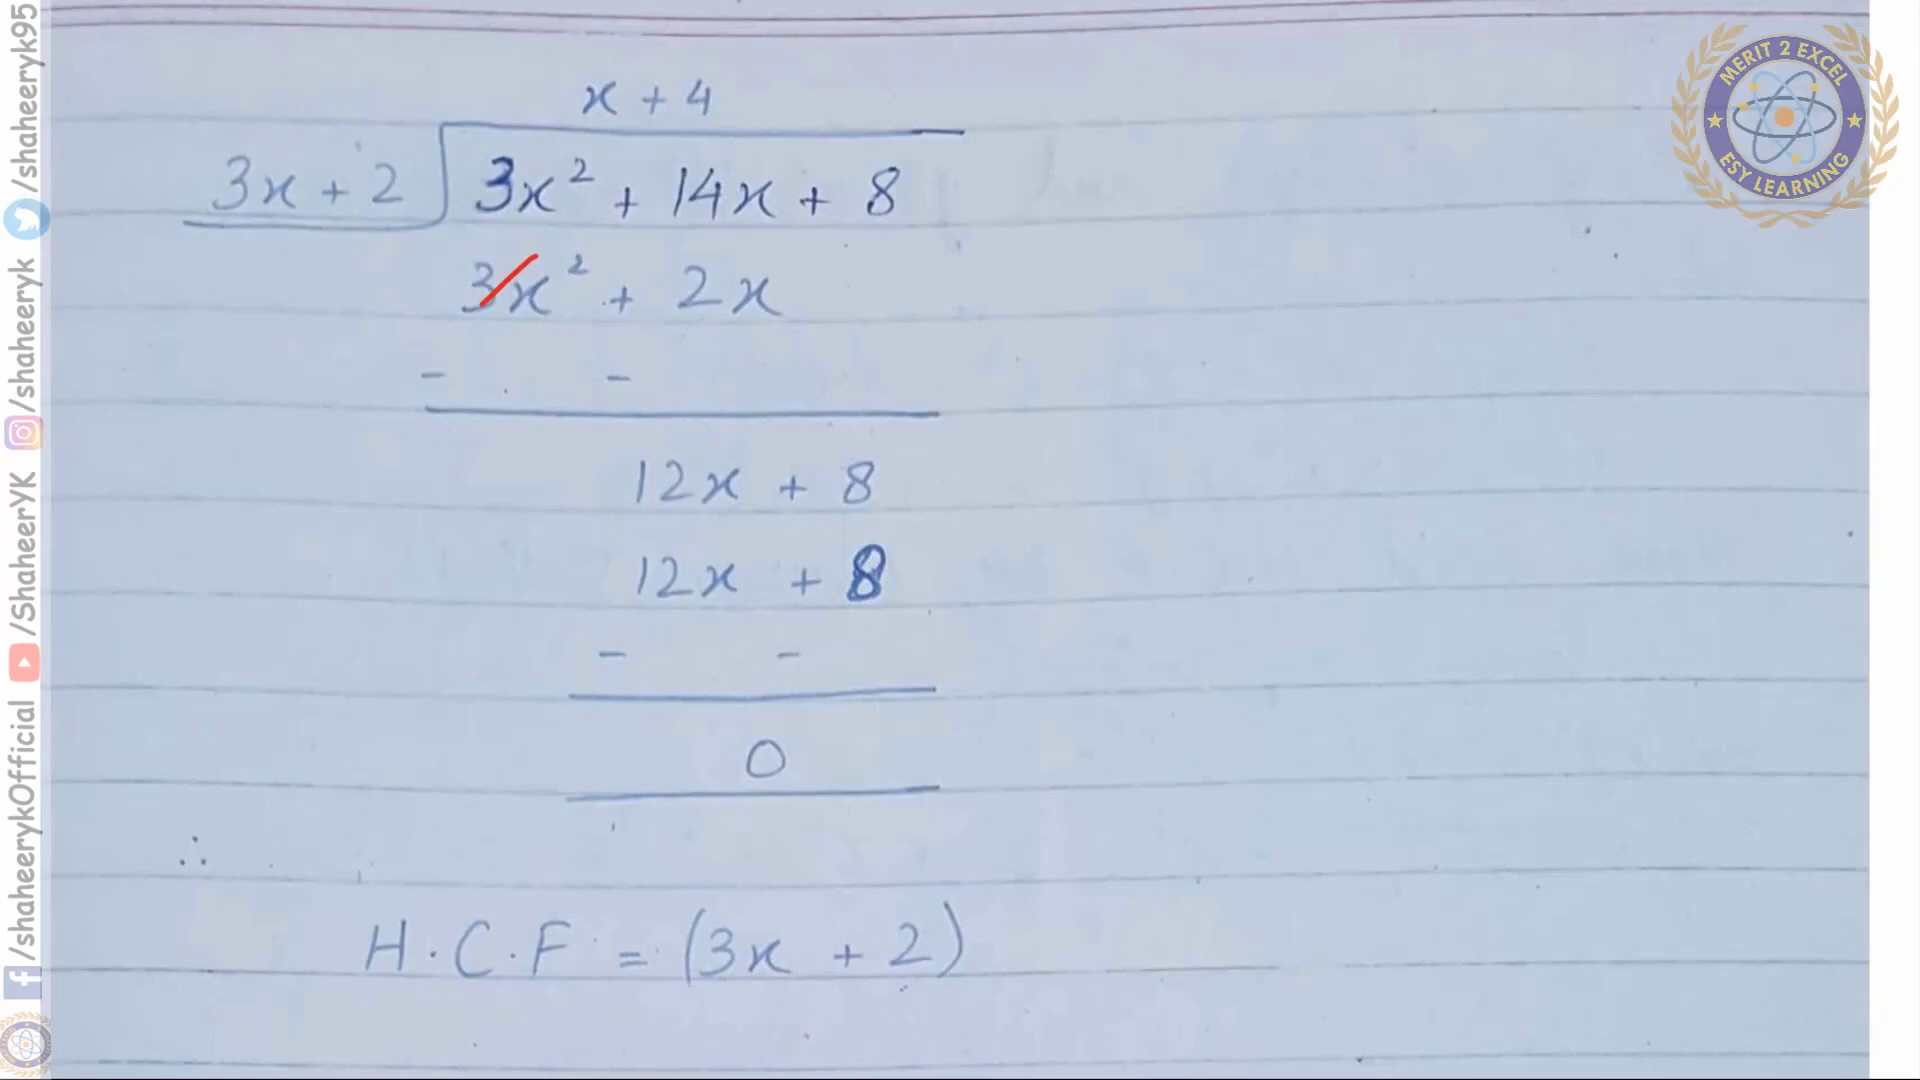 x + 4
3x + 2 3x² + 14x + 8
3x² + 2x
- -
12x + 8
12x + 8
- -
0
∴
H.C.F = (3x + 2)
MERIT 2 EXCEL
ESY LEARNING
/shaheerykOfficial /ShaheerYK /shaheeryk /shaheeryk95